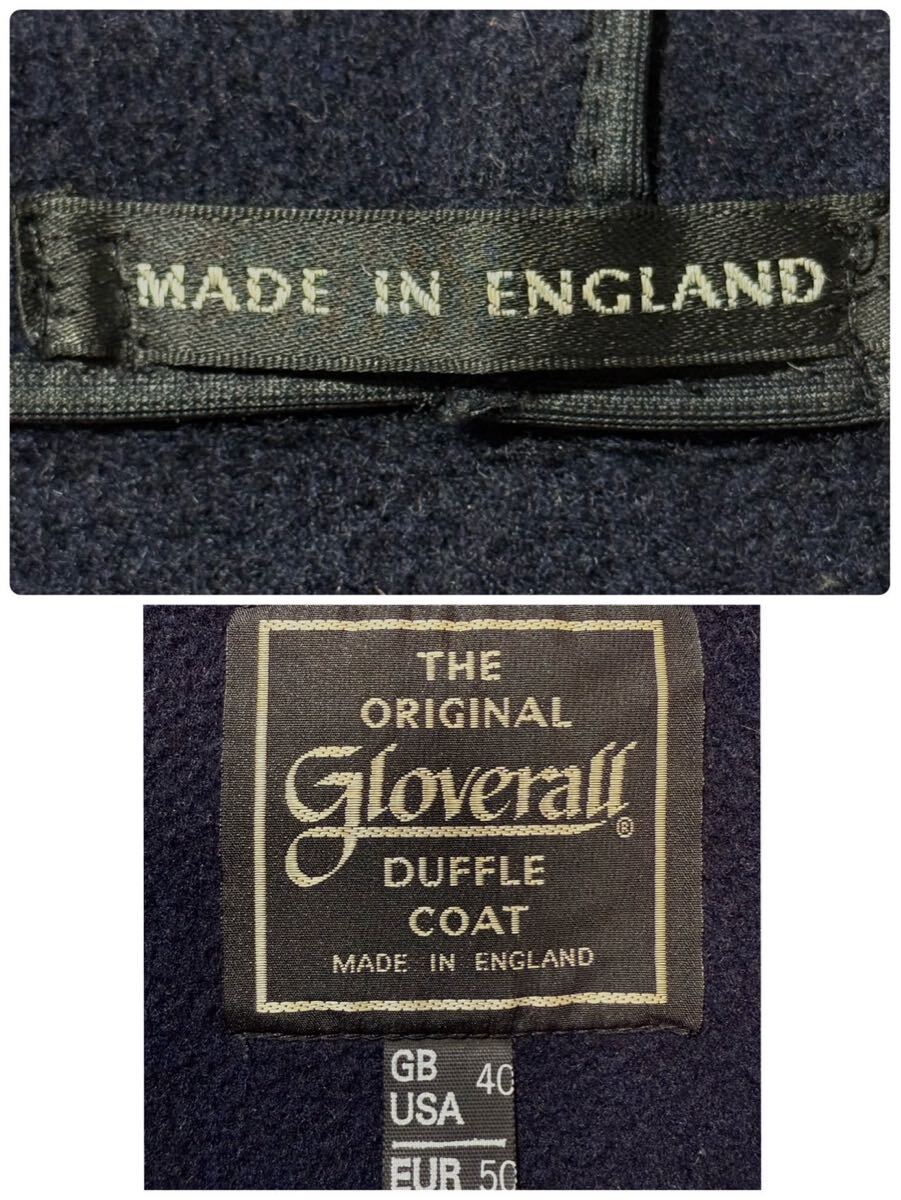 MADE IN ENGLAND
THE
ORIGINAL
Gloverall®
DUFFLE
COAT
MADE IN ENGLAND
GB 40
USA
EUR 50